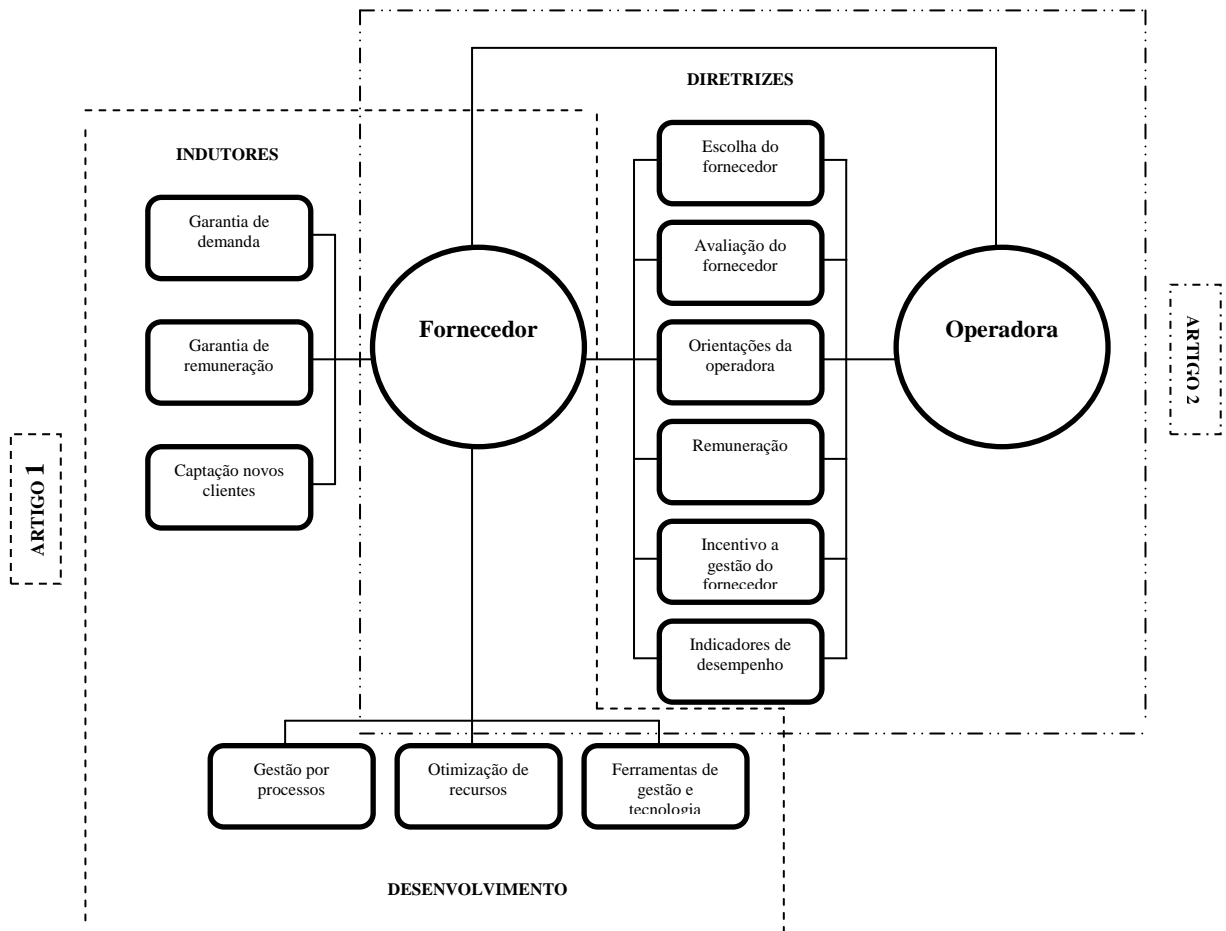 DIRETRIZES
INDUTORES
Garantia de
demanda
Garantia de
remuneração
Captação novos
clientes
Fornecedor
Escolha do
fornecedor
Avaliação do
fornecedor
Orientações da
operadora
Remuneração
Incentivo a
gestão do
fornecedor
Indicadores de
desempenho
Operadora
ARTIGO 1
ARTIGO 2
Gestão por
processos
Otimização de
recursos
Ferramentas de
gestão e
tecnologia
DESENVOLVIMENTO